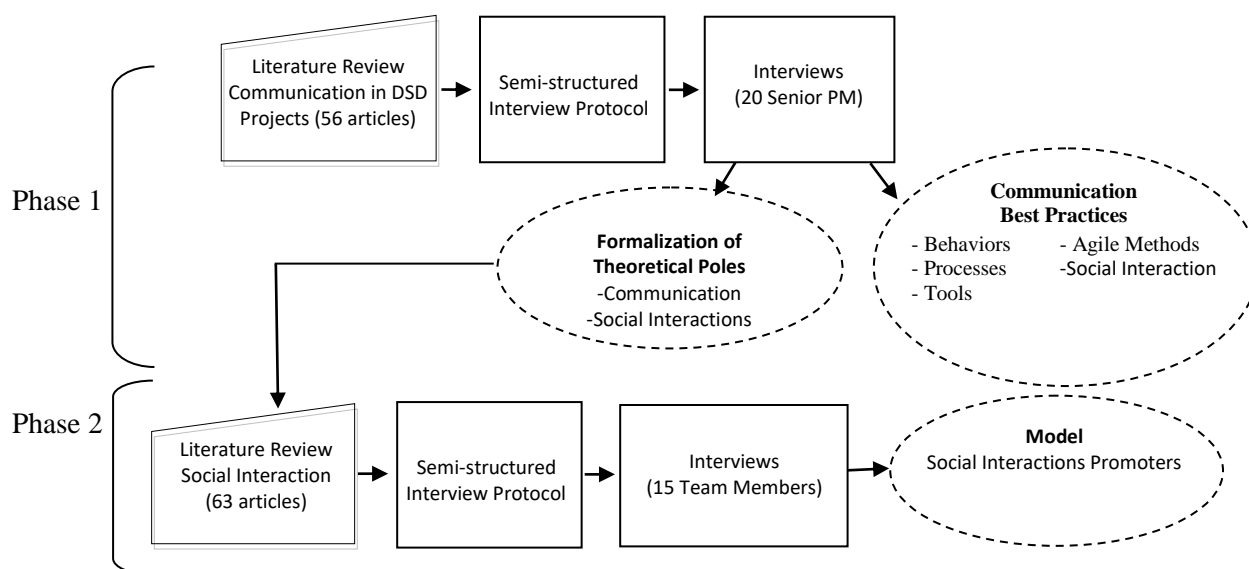 Phase 1
Literature Review
Communication in DSD
Projects (56 articles)
Semi-structured
Interview Protocol
Interviews
(20 Senior PM)
Formalization of
Theoretical Poles
-Communication
-Social Interactions
Communication
Best Practices
- Behaviors
- Processes
- Tools
- Agile Methods
-Social Interaction
Phase 2
Literature Review
Social Interaction
(63 articles)
Semi-structured
Interview Protocol
Interviews
(15 Team Members)
Model
Social Interactions Promoters